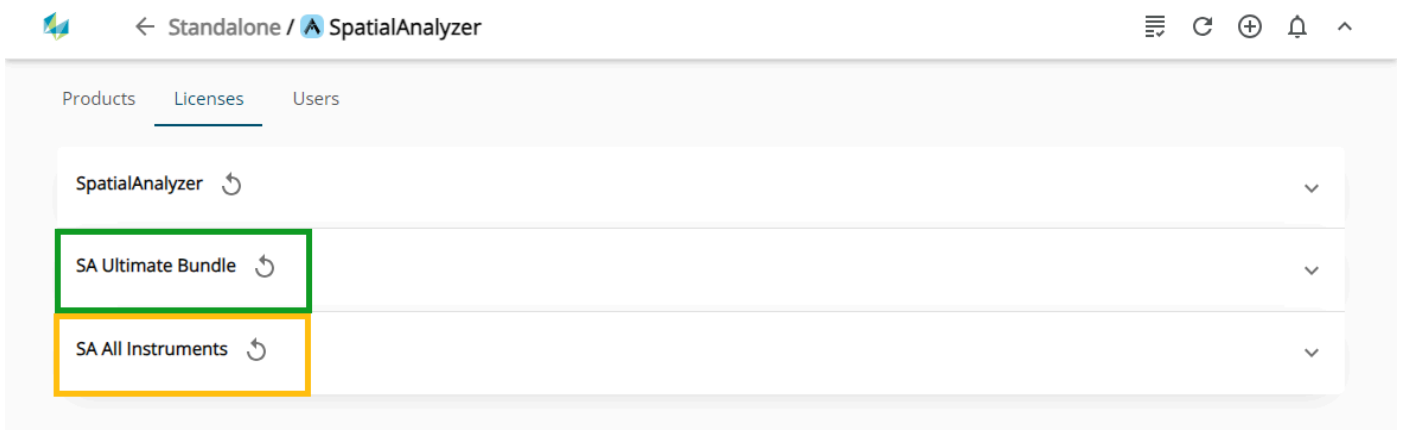 Standalone / SpatialAnalyzer
Products Licenses Users
SpatialAnalyzer
SA Ultimate Bundle
SA All Instruments